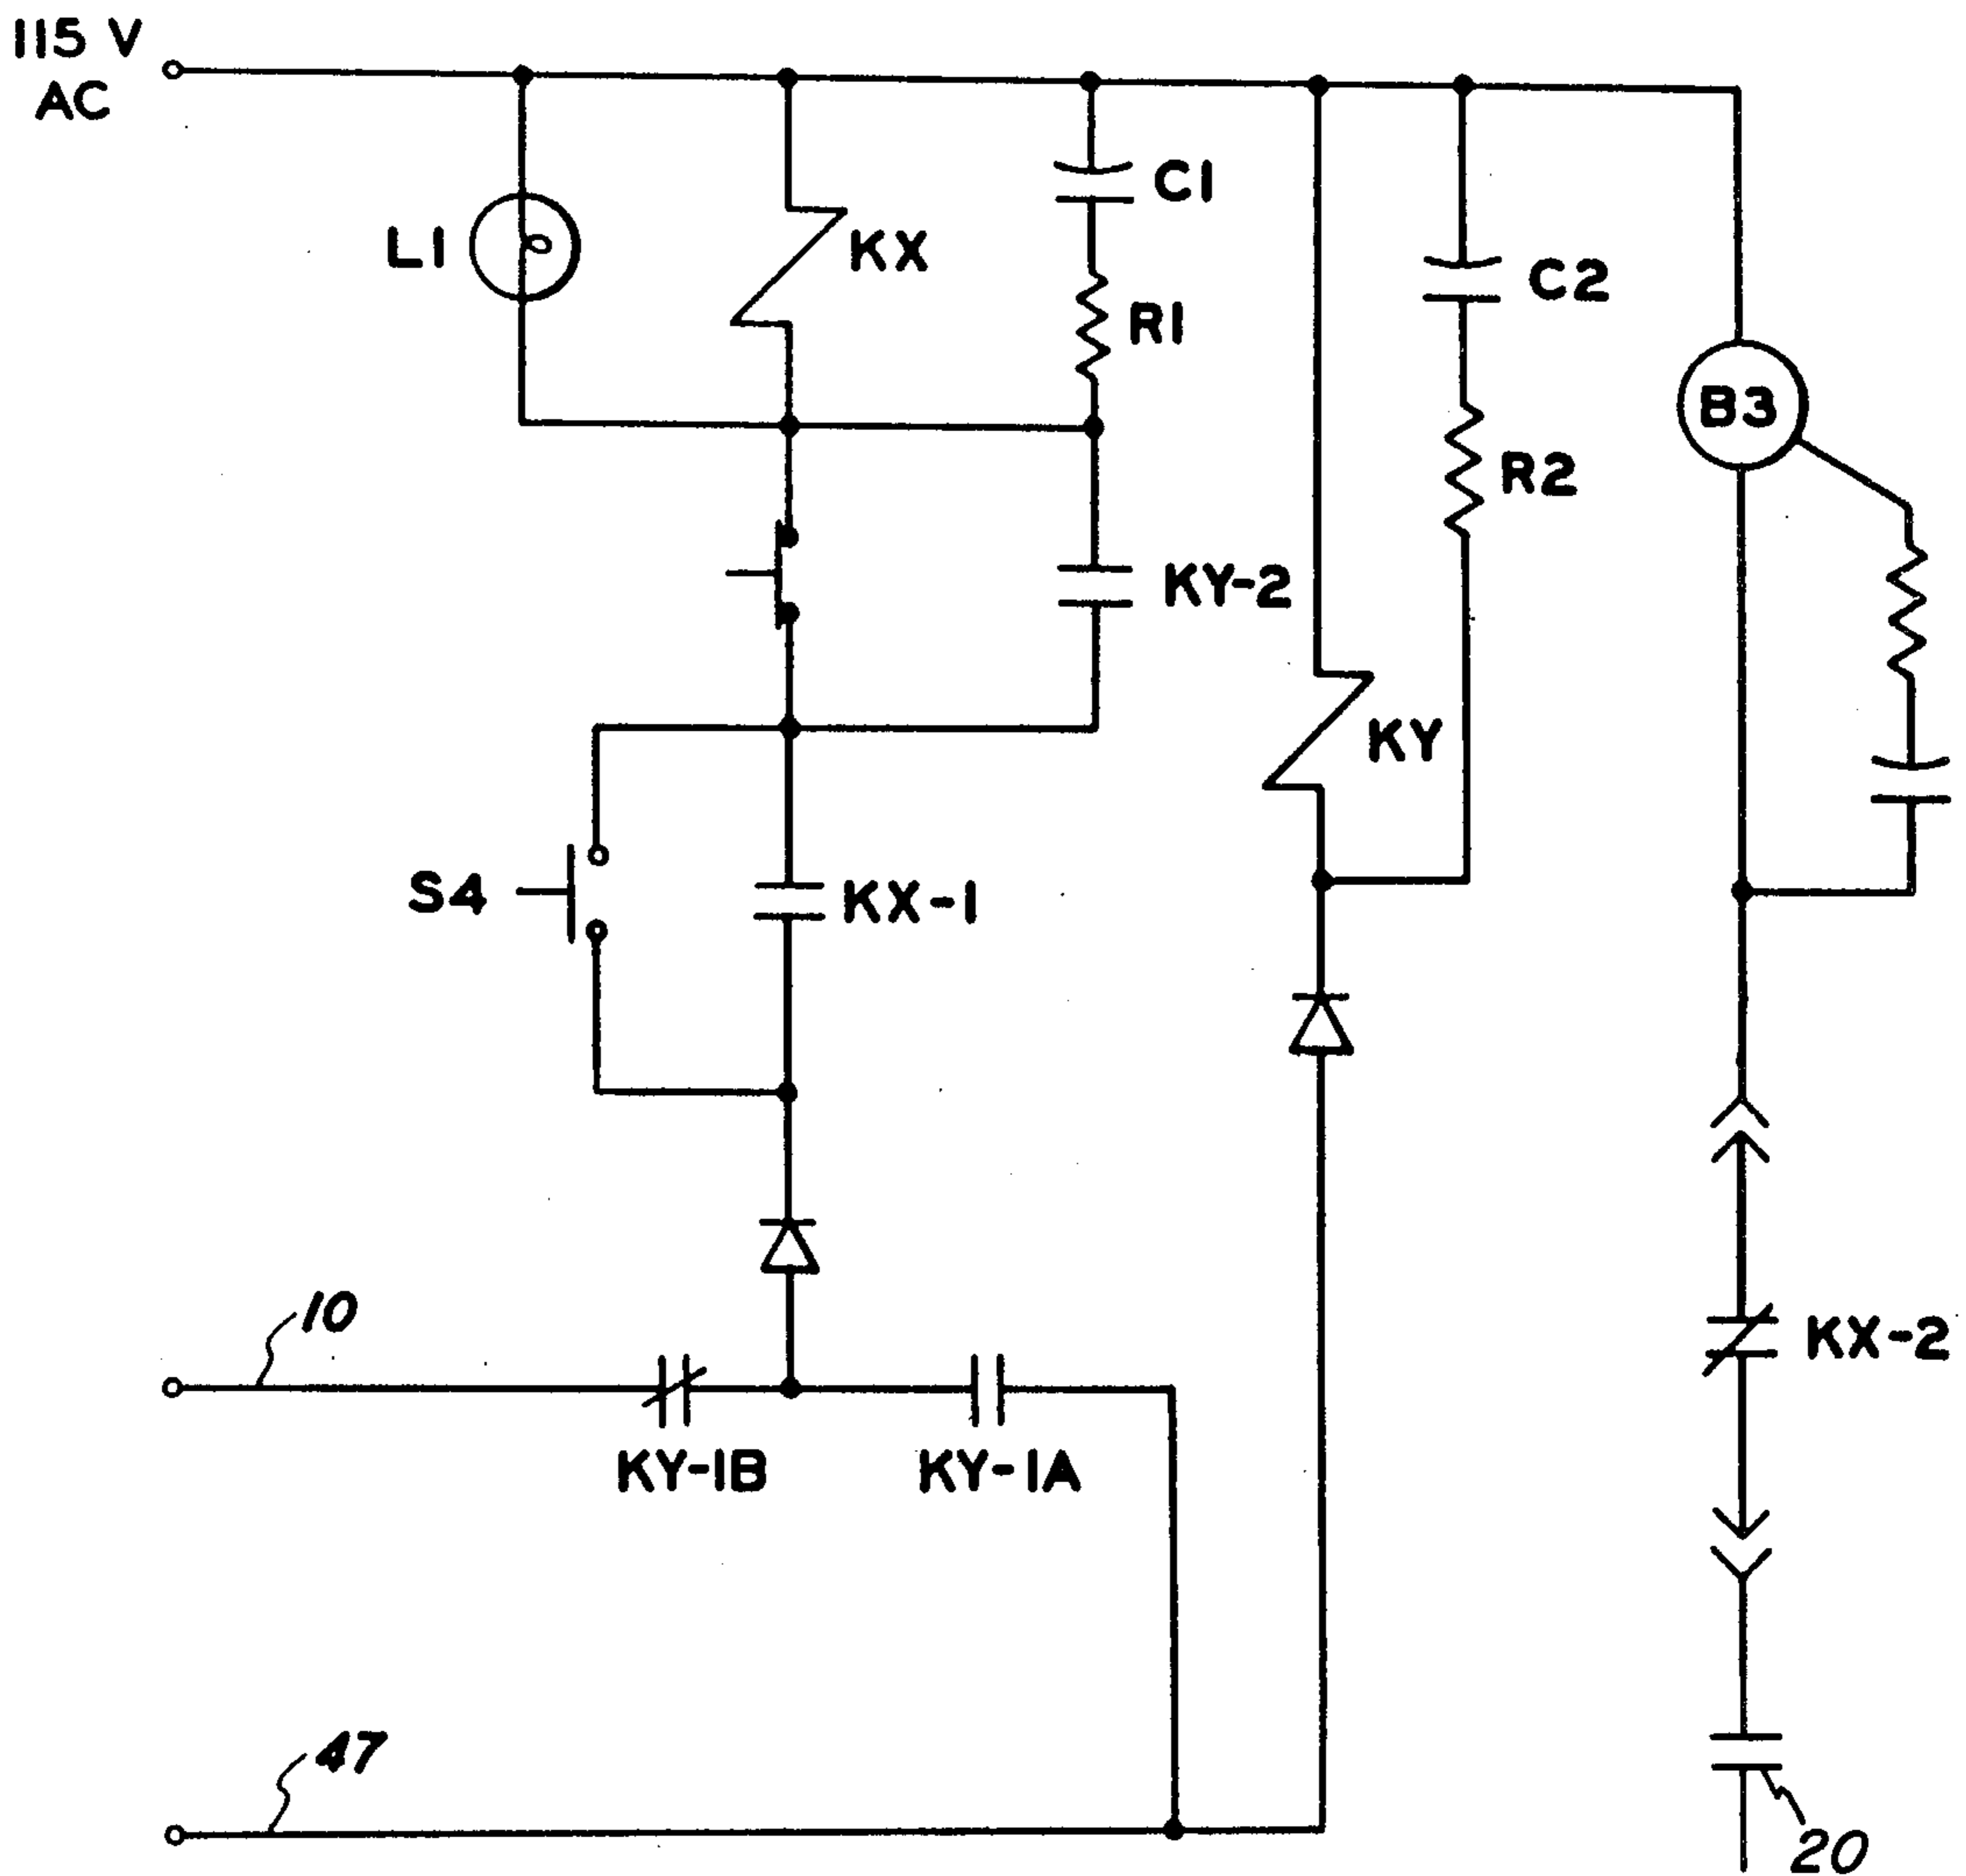 115 V
AC
L1
KX
C1
R1
C2
R2
B3
KY-2
KY
S4
KX-1
10
KX-2
KY-1B
KY-1A
47
20